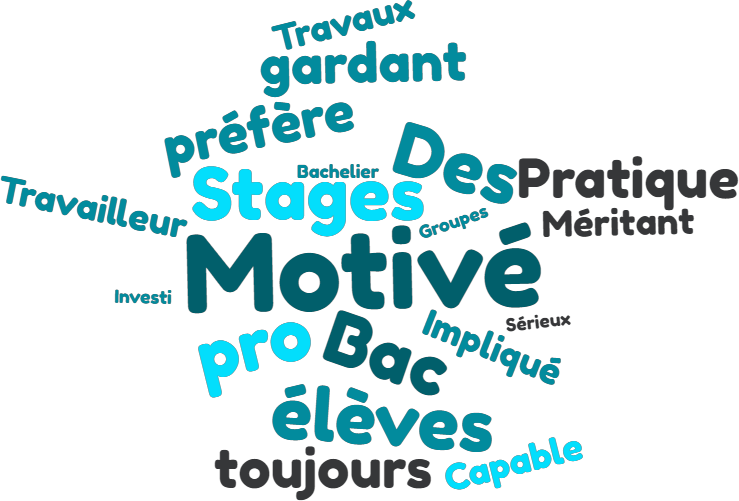 Travaux
gardant
préfère
Bachelier
Des
Pratique
Travailleur
Stages
Groupes
Méritant
Motivé
Investi
pro
Bac
Impliqué
Sérieux
élèves
toujours
Capable